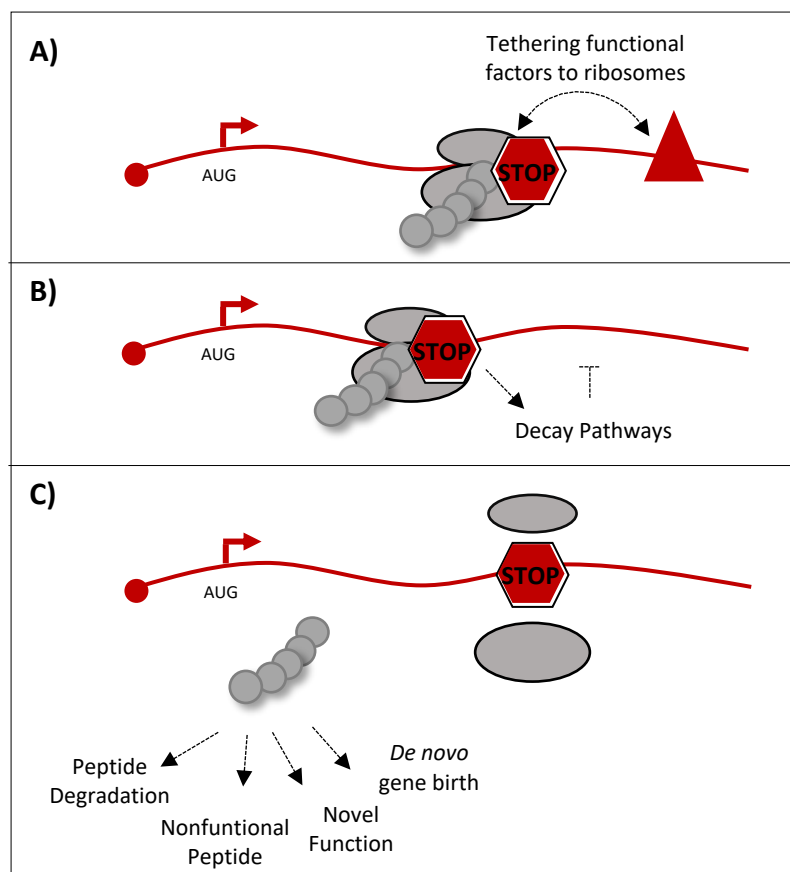 A)
Tethering functional
factors to ribosomes
STOP
AUG
B)
STOP
AUG
Decay Pathways
C)
STOP
AUG
Peptide
Degradation
Nonfuntional
Peptide
Novel
Function
De novo
gene birth